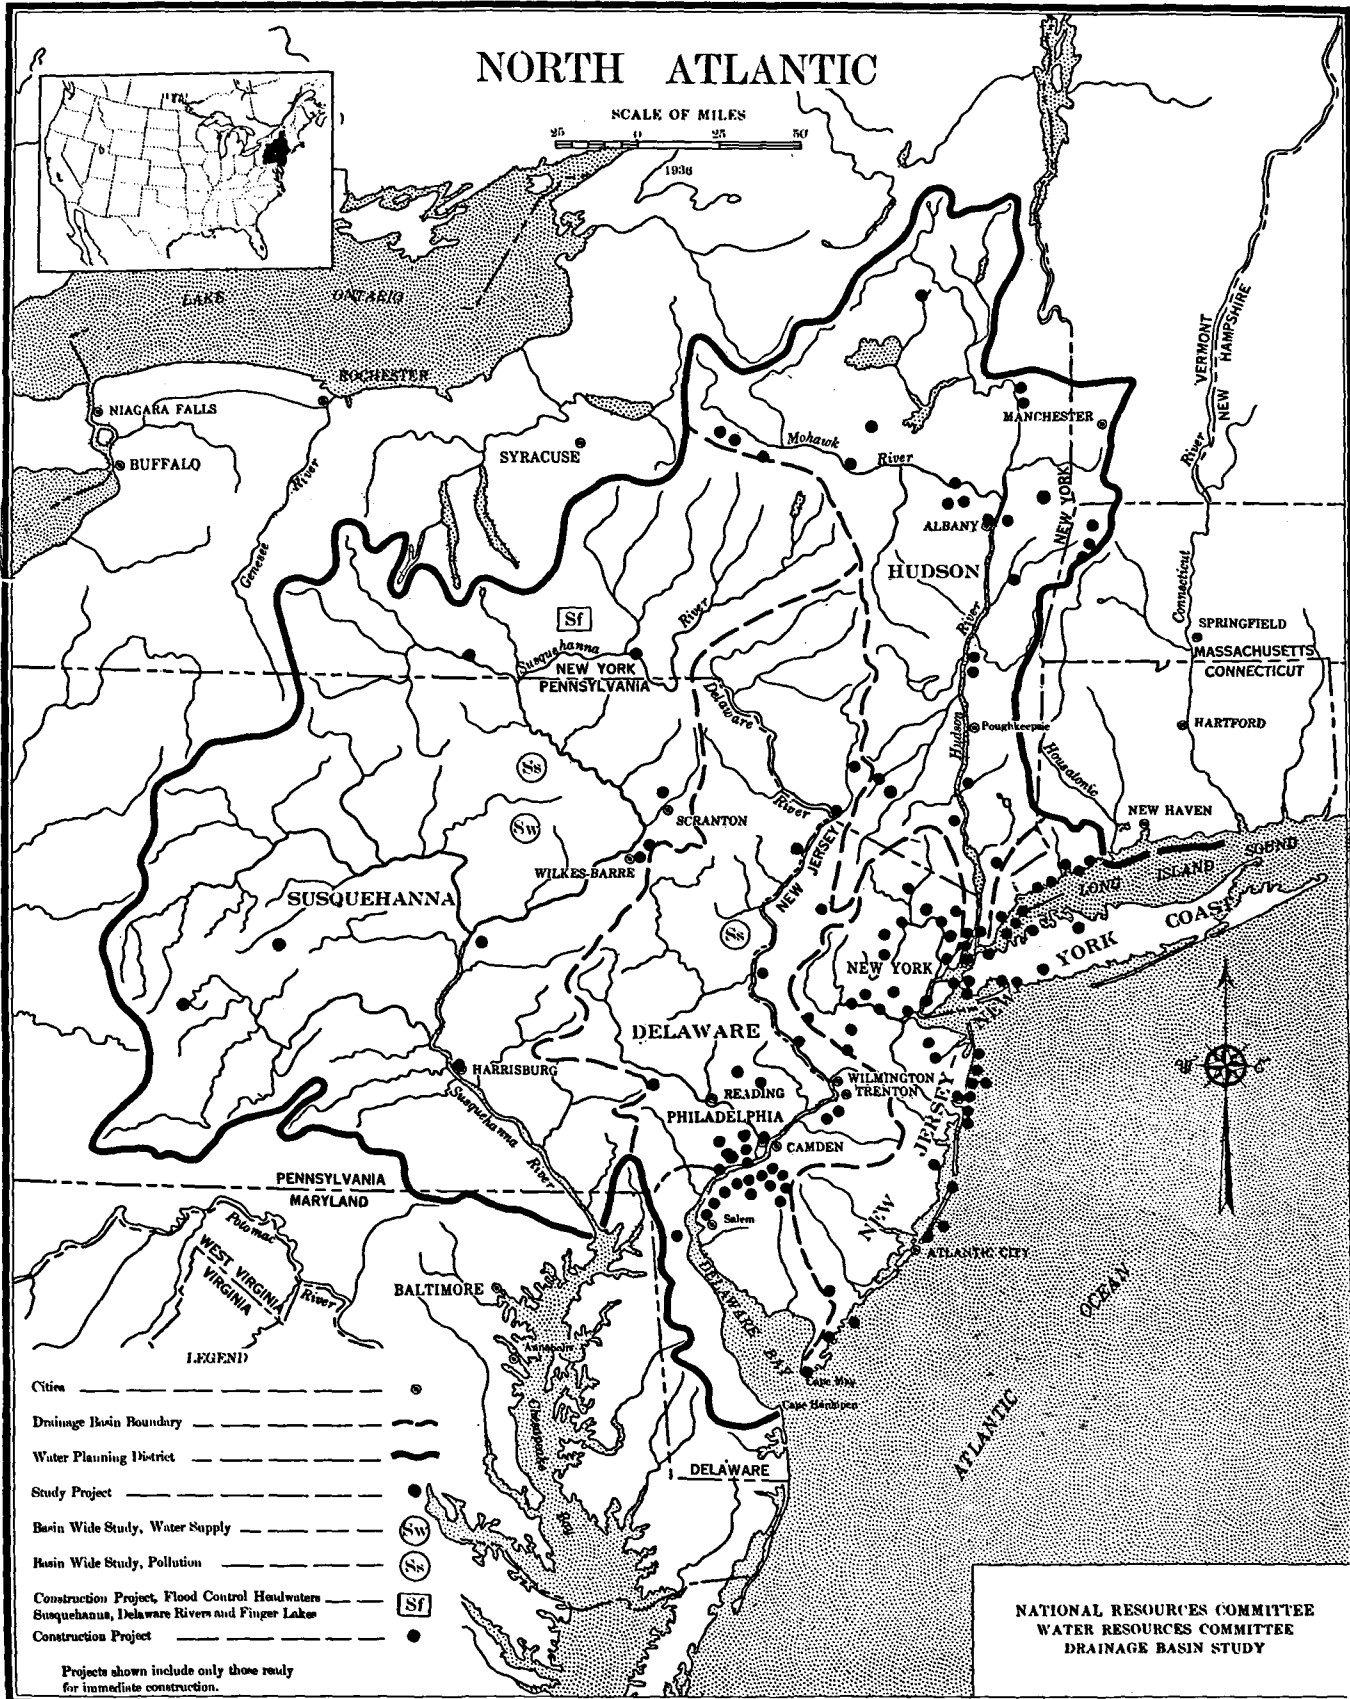 NORTH ATLANTIC
SCALE OF MILES
25 0 25 50
1936
LAKE ONTARIO
ROCHESTER
NIAGARA FALLS
BUFFALO
Genesee River
SYRACUSE
Mohawk River
MANCHESTER
VERMONT
NEW HAMPSHIRE
Connecticut River
ALBANY
NEW YORK
HUDSON
Hudson River
Sf
Susquehanna River
NEW YORK
PENNSYLVANIA
SPRINGFIELD
MASSACHUSETTS
CONNECTICUT
HARTFORD
Poughkeepsie
Housatonic
Delaware River
Ss
Sw
SCRANTON
WILKES-BARRE
NEW JERSEY
NEW HAVEN
LONG ISLAND SOUND
SUSQUEHANNA
Ss
NEW YORK
NEW YORK COAST
DELAWARE
HARRISBURG
Susquehanna River
READING
WILMINGTON
TRENTON
PHILADELPHIA
CAMDEN
NEW JERSEY
PENNSYLVANIA
MARYLAND
Salem
Potomac River
WEST VIRGINIA
VIRGINIA
BALTIMORE
ATLANTIC CITY
DELAWARE BAY
Annapolis
Chesapeake Bay
Cape May
Cape Henlopen
ATLANTIC OCEAN
DELAWARE
LEGEND
Cities
Drainage Basin Boundary
Water Planning District
Study Project
Basin Wide Study, Water Supply Sw
Basin Wide Study, Pollution Ss
Construction Project, Flood Control Headwaters Sf
Susquehanna, Delaware Rivers and Finger Lakes
Construction Project
Projects shown include only those ready
for immediate construction.
NATIONAL RESOURCES COMMITTEE
WATER RESOURCES COMMITTEE
DRAINAGE BASIN STUDY